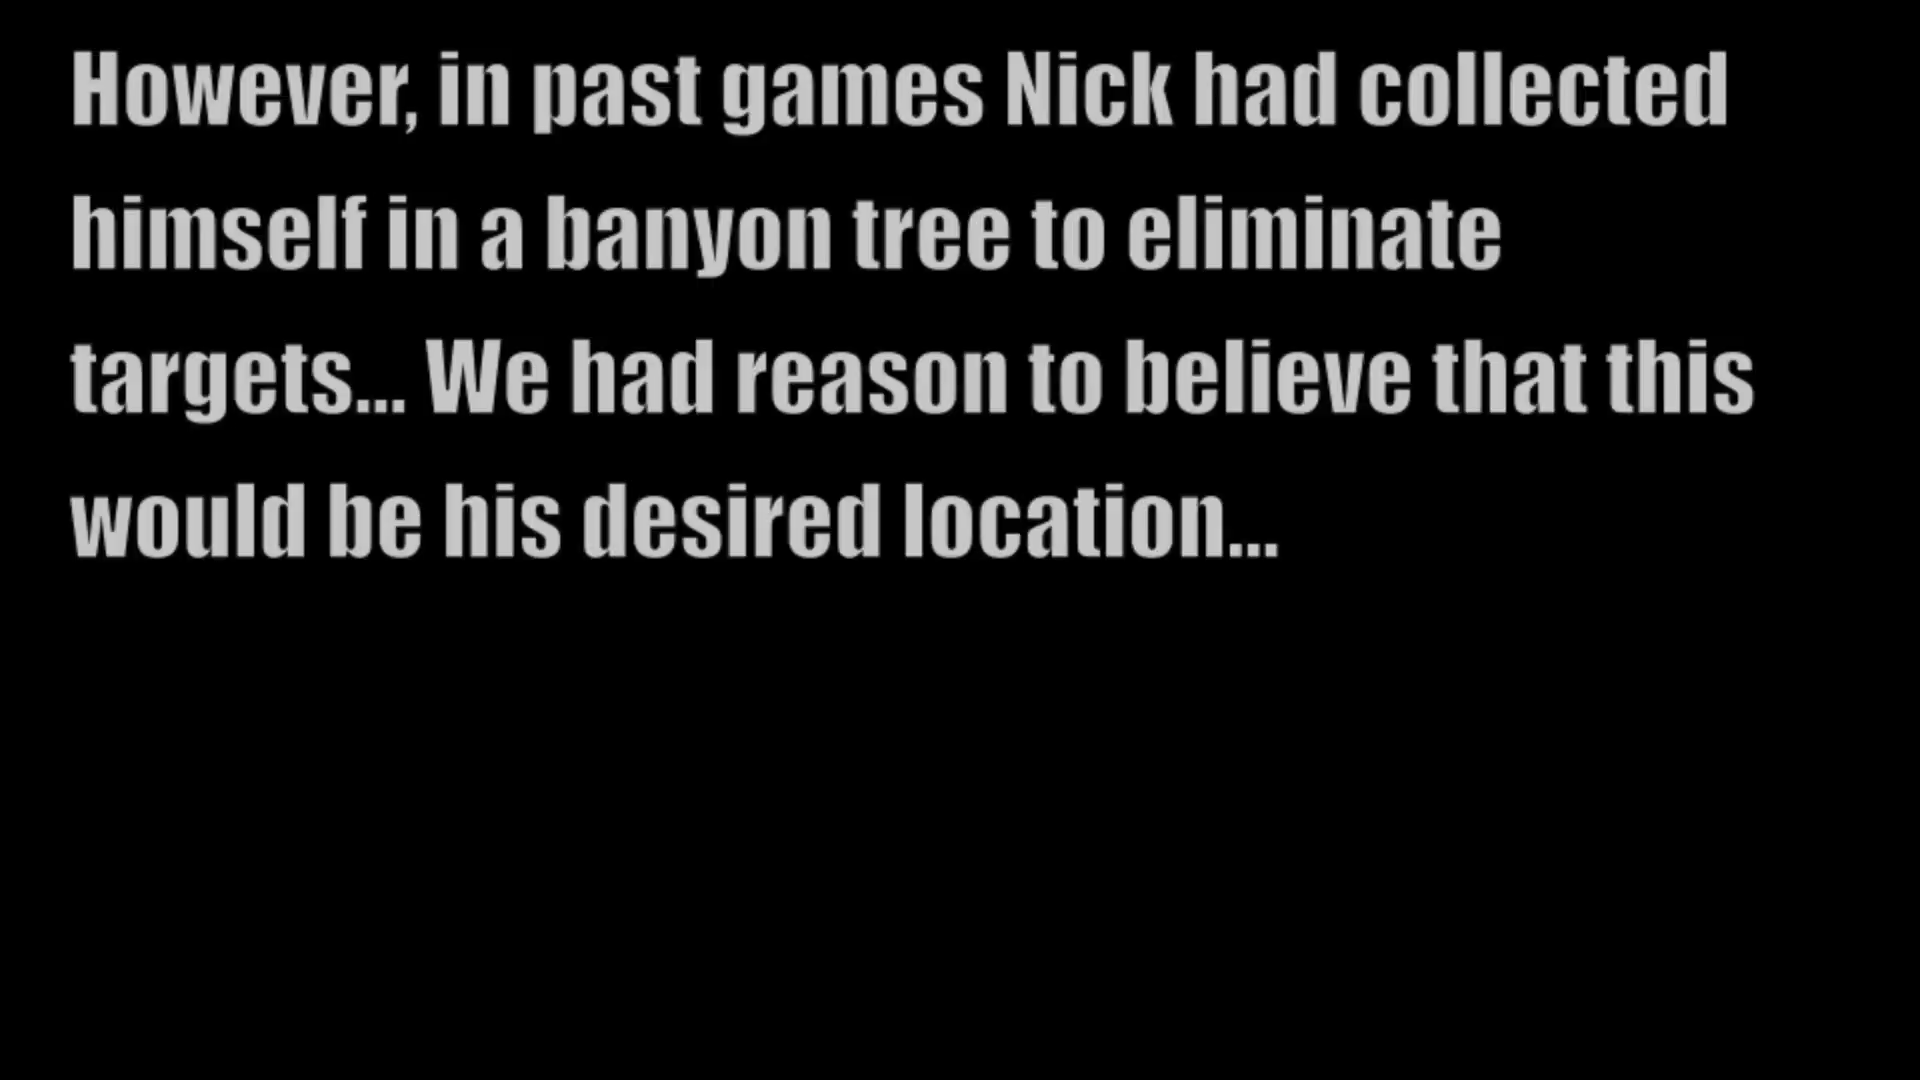 However, in past games Nick had collected
himself in a banyon tree to eliminate
targets... We had reason to believe that this
would be his desired location...